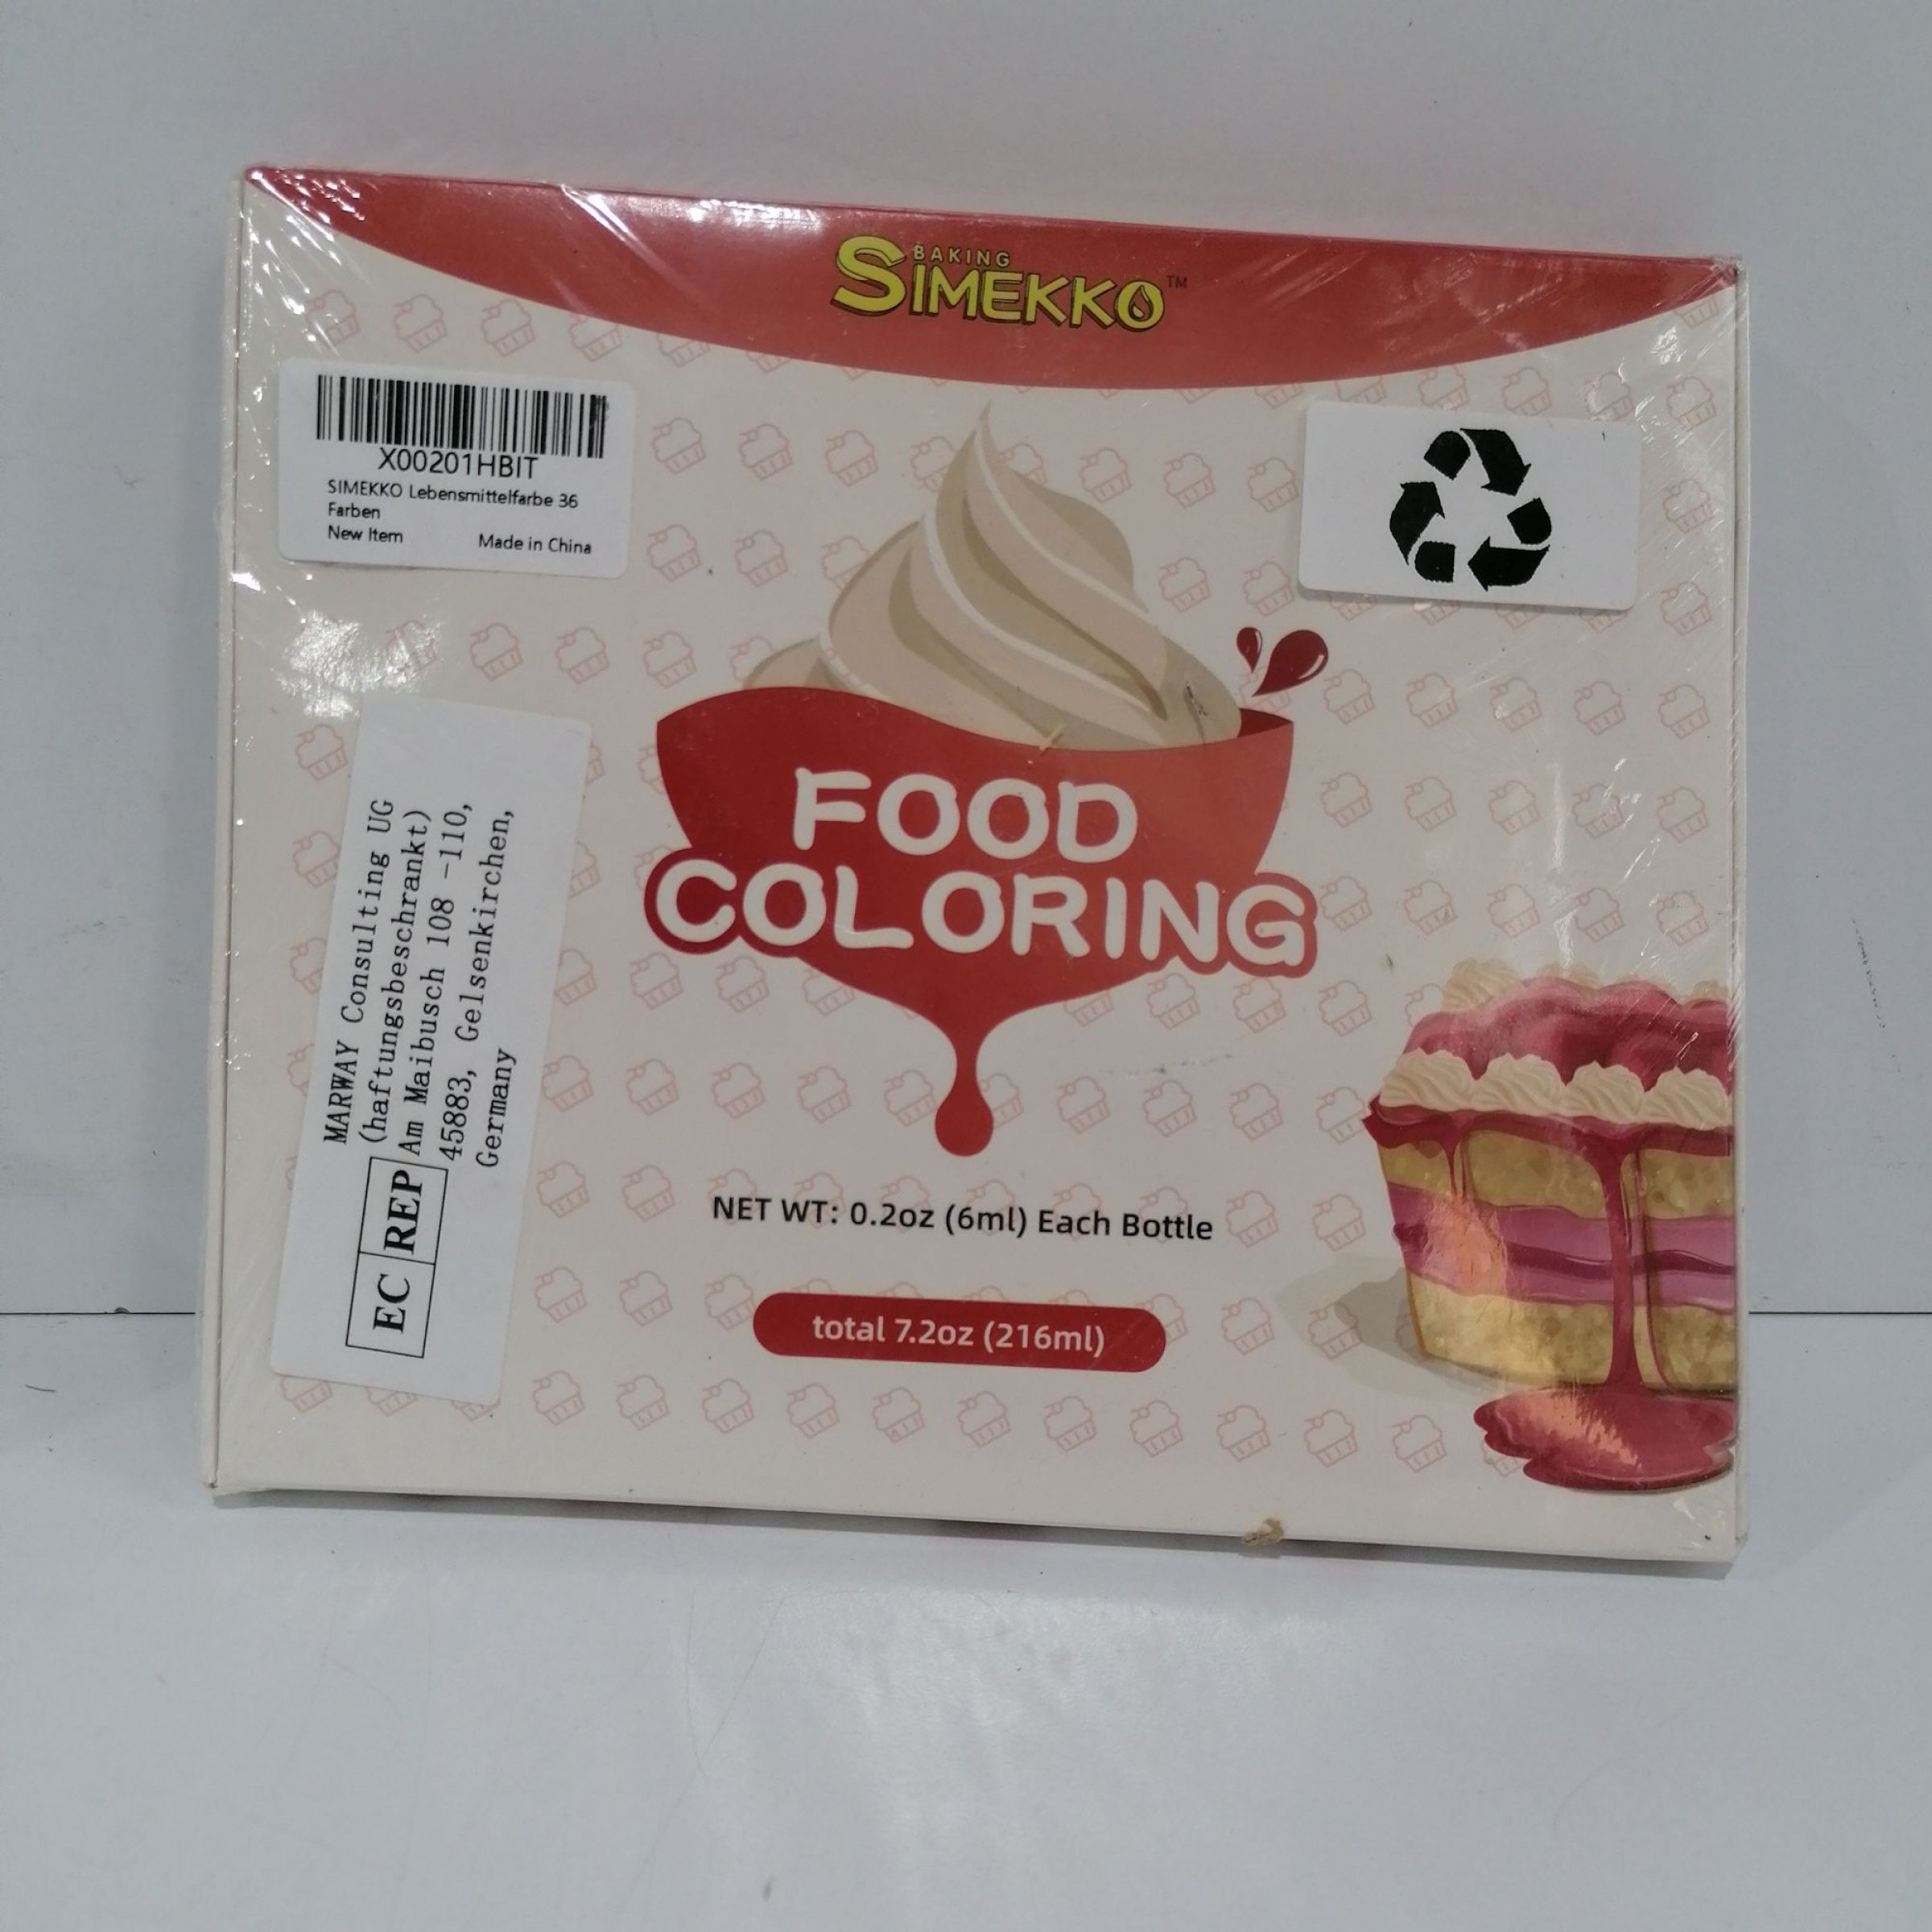 BAKING
SIMEKKO™
X00201HBIT
SIMEKKO Lebensmittelfarbe 36
Farben
New Item Made in China
FOOD
COLORING
MARWAY Consulting UG
(haftungsbeschrankt)
Am Maibusch 108 -110,
45883, Gelsenkirchen,
Germany
EC REP
NET WT: 0.2oz (6ml) Each Bottle
total 7.2oz (216ml)